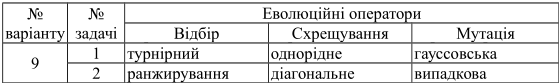 № варіанту № задачі Еволюційні оператори
Відбір Схрещування Мутація
9 1 турнірний однорідне гауссовська
2 ранжирування діагональне випадкова